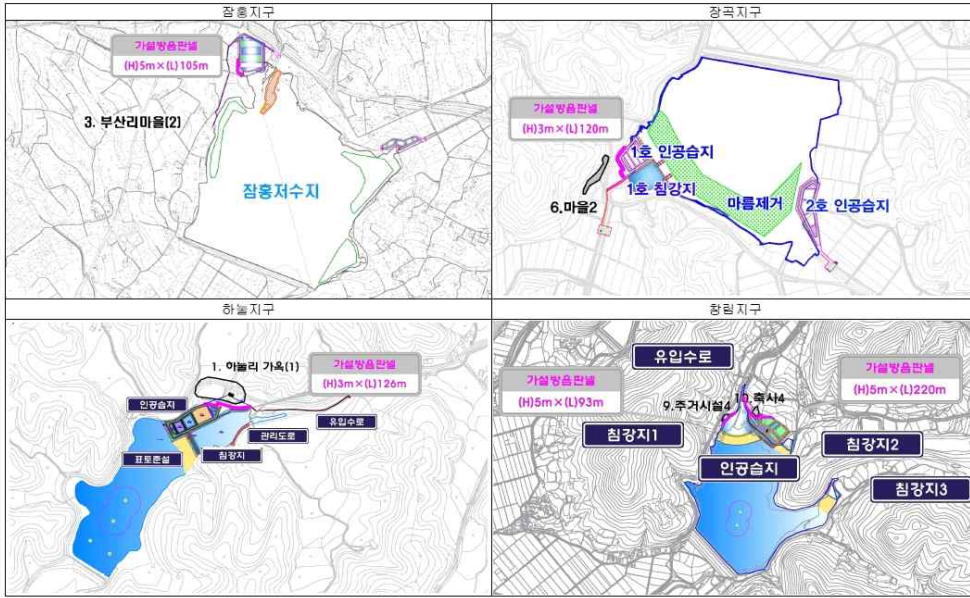 잠홍지구
가설방음판넬
(H)5m×(L)105m
3. 부산리마을(2)
잠홍저수지
장곡지구
가설방음판넬
(H)3m×(L)120m
1호 인공습지
1호 침강지
6.마을2
마름제거
2호 인공습지
하눌지구
1. 하눌리 가옥(1)
가설방음판넬
(H)3m×(L)126m
인공습지
유입수로
관리도로
표토준설
침강지
창림지구
유입수로
가설방음판넬
(H)5m×(L)93m
가설방음판넬
(H)5m×(L)220m
10.축사4
9.주거시설4
침강지1
침강지2
인공습지
침강지3